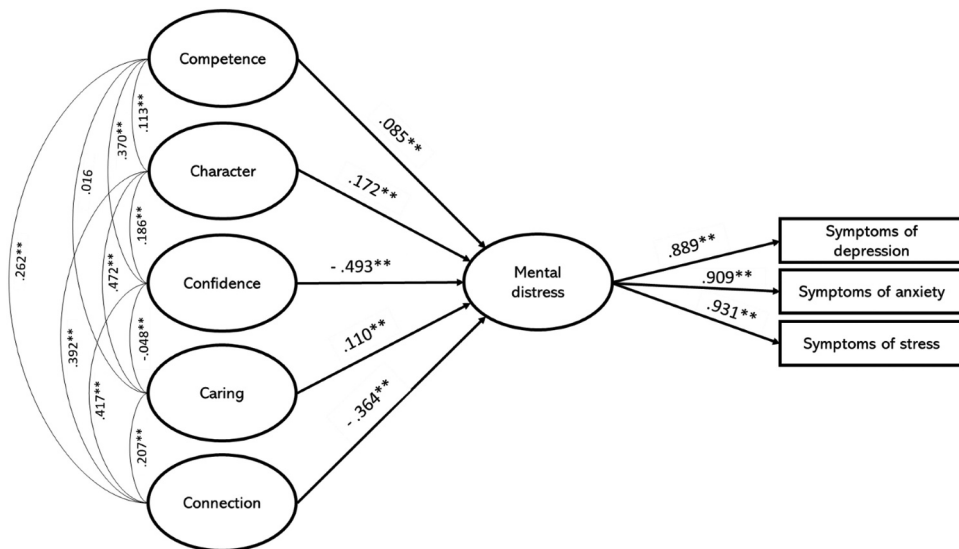 Competence
Character
Confidence
Caring
Connection
.113**
.370**
.016
.262**
.186**
.472**
.392**
-.048**
.417**
.207**
.085**
.172**
- .493**
.110**
- .364**
Mental
distress
.889**
.909**
.931**
Symptoms of
depression
Symptoms of anxiety
Symptoms of stress